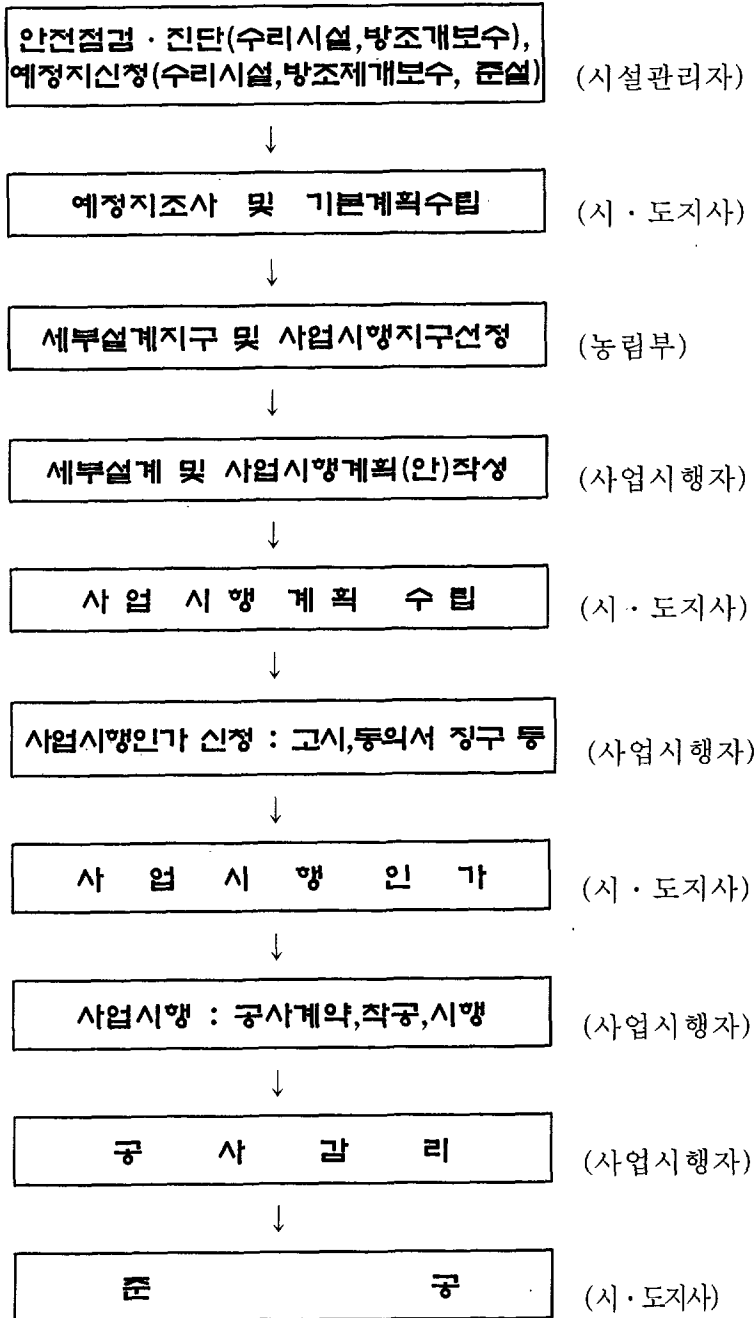 안전점검 · 진단(수리시설,방조개보수),
예정지신청(수리시설,방조제개보수, 준설)
(시설관리자)
↓
예정지조사 및 기본계획수립
(시 · 도지사)
↓
세부설계지구 및 사업시행지구선정
(농림부)
↓
세부설계 및 사업시행계획(안)작성
(사업시행자)
↓
사 업 시 행 계 획 수 립
(시 · 도지사)
↓
사업시행인가 신청 : 고시,동의서 징구 등
(사업시행자)
↓
사 업 시 행 인 가
(시 · 도지사)
↓
사업시행 : 공사계약,착공,시행
(사업시행자)
↓
공 사 감 리
(사업시행자)
↓
준 공
(시 · 도지사)